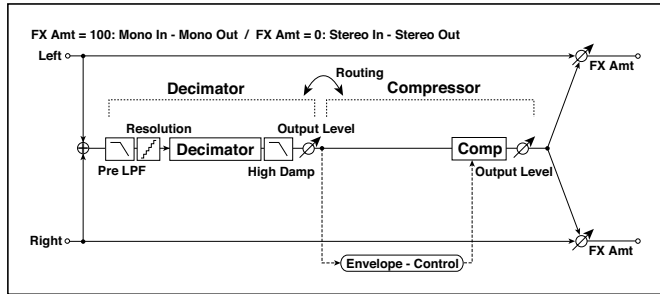 FX Amt = 100: Mono In - Mono Out / FX Amt = 0: Stereo In - Stereo Out
Left
FX Amt
Routing
Decimator
Compressor
Resolution
Output Level
Decimator
Comp
Pre LPF
High Damp
Output Level
Right
FX Amt
Envelope - Control